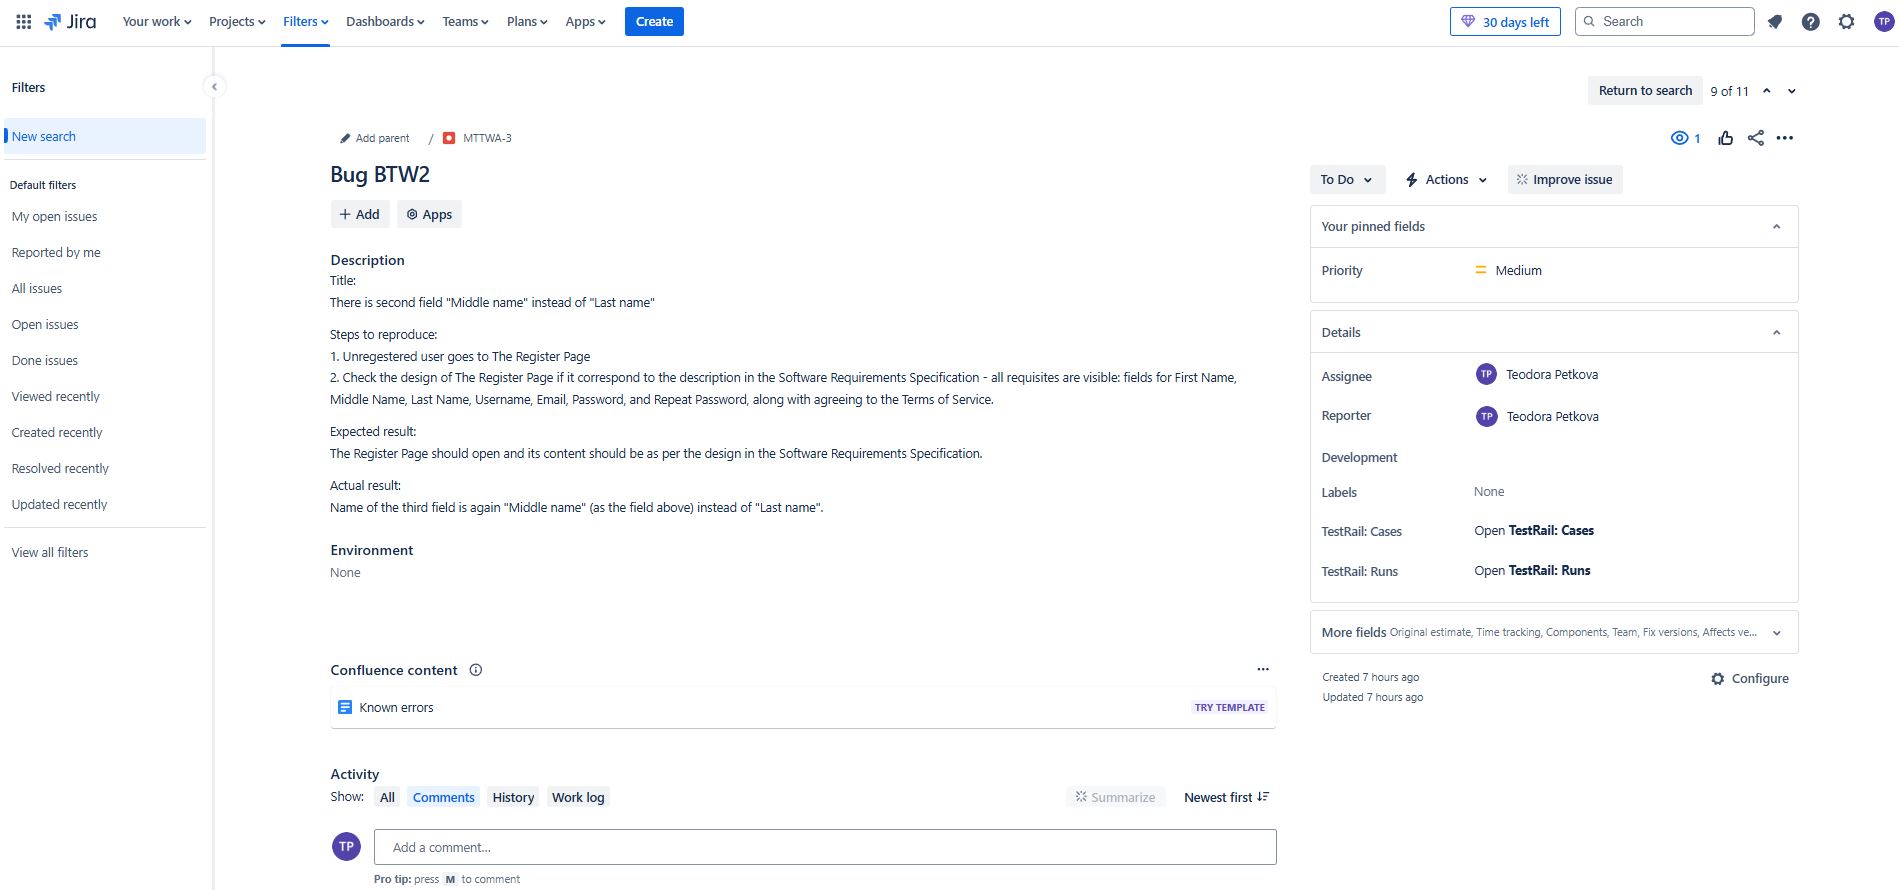 Jira Your work Projects Filters Dashboards Teams Plans Apps Create 30 days left Search TP
Filters
New search
Default filters
My open issues
Reported by me
All issues
Open issues
Done issues
Viewed recently
Created recently
Resolved recently
Updated recently
View all filters
Return to search 9 of 11
Add parent / MTTWA-3
1
Bug BTW2
Add Apps
Description
Title:
There is second field "Middle name" instead of "Last name"
Steps to reproduce:
1. Unregestered user goes to The Register Page
2. Check the design of The Register Page if it correspond to the description in the Software Requirements Specification - all requisites are visible: fields for First Name,
Middle Name, Last Name, Username, Email, Password, and Repeat Password, along with agreeing to the Terms of Service.
Expected result:
The Register Page should open and its content should be as per the design in the Software Requirements Specification.
Actual result:
Name of the third field is again "Middle name" (as the field above) instead of "Last name".
Environment
None
Confluence content
Known errors TRY TEMPLATE
Activity
Show: All Comments History Work log Summarize Newest first
TP Add a comment...
Pro tip: press M to comment
To Do Actions Improve issue
Your pinned fields
Priority Medium
Details
Assignee TP Teodora Petkova
Reporter TP Teodora Petkova
Development
Labels None
TestRail: Cases Open TestRail: Cases
TestRail: Runs Open TestRail: Runs
More fields Original estimate, Time tracking, Components, Team, Fix versions, Affects ve...
Created 7 hours ago Configure
Updated 7 hours ago